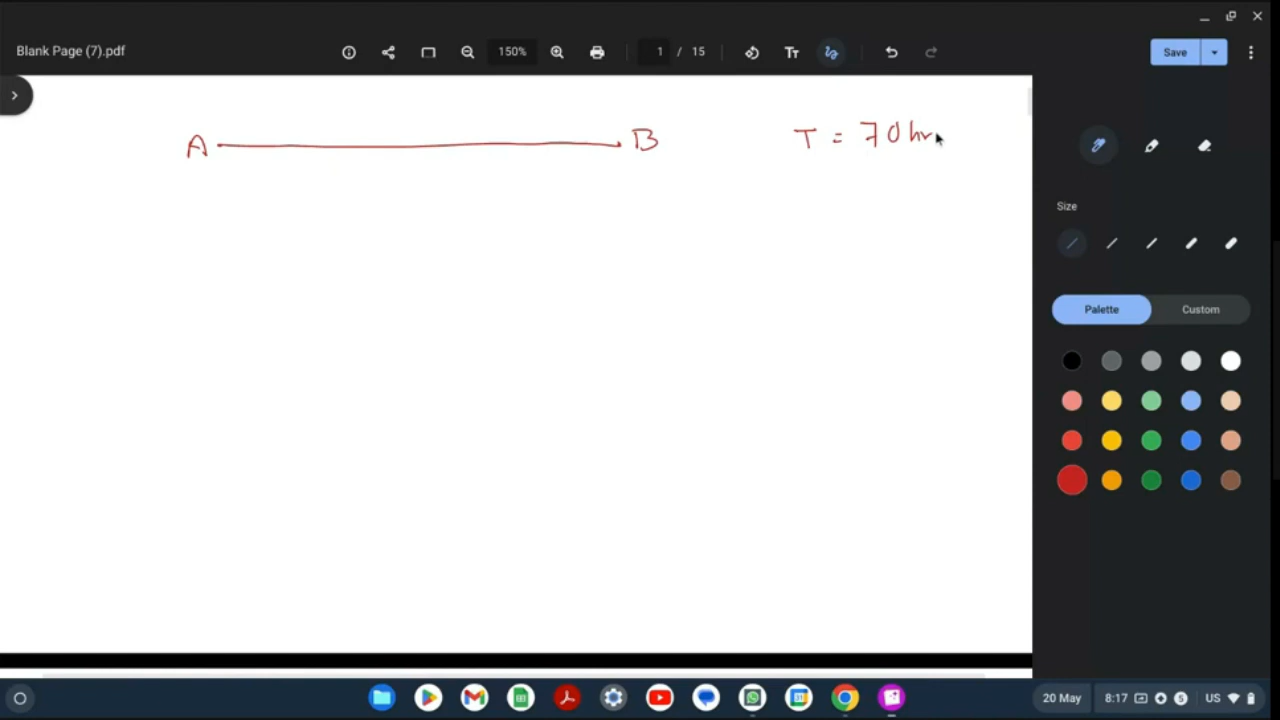 Blank Page (7).pdf
150%
1 / 15
Save
A B T = 70 hr
Size
Palette Custom
20 May 8:17 US